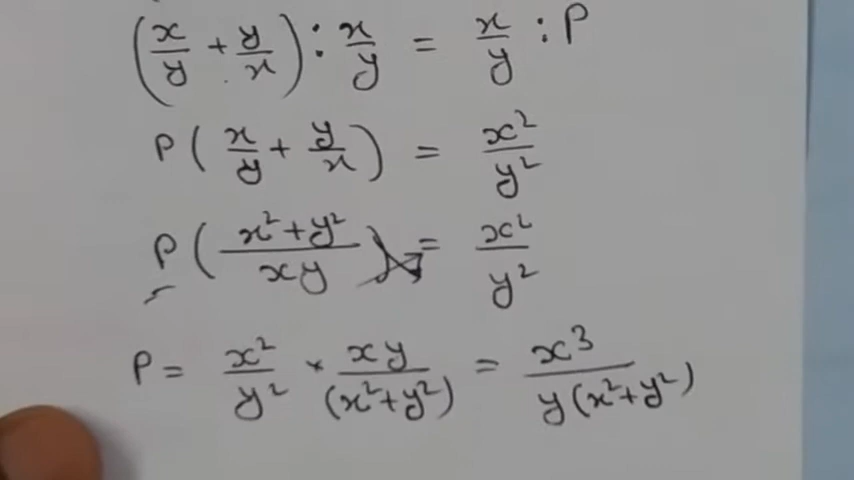 (x/y + y/x) : x/y = x/y : P
P ( x/y + y/x ) = x²/y²
P ( x²+y² / xy ) = x²/y²
P = x²/y² * xy/(x²+y²) = x³/y(x²+y²)